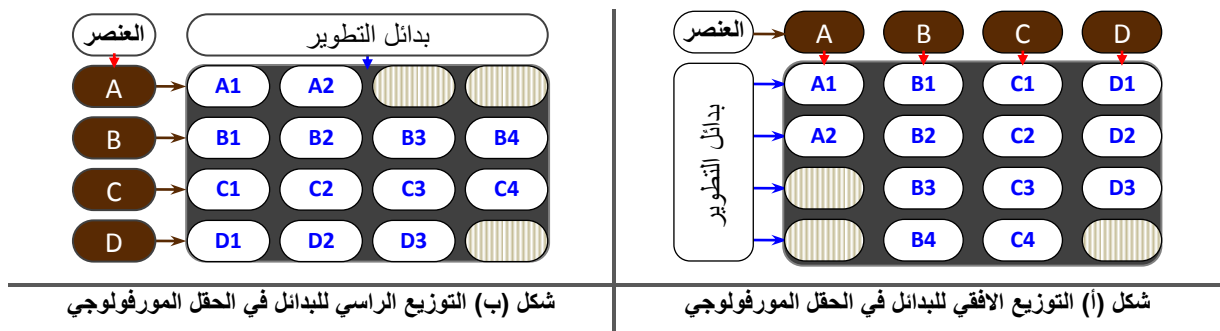 العنصر
A B C D
بدائل التطوير
A1 B1 C1 D1
A2 B2 C2 D2
B3 C3 D3
B4 C4
شكل (أ) التوزيع الافقي للبدائل في الحقل المورفولوجي
العنصر
بدائل التطوير
A A1 A2
B B1 B2 B3 B4
C C1 C2 C3 C4
D D1 D2 D3
شكل (ب) التوزيع الراسي للبدائل في الحقل المورفولوجي